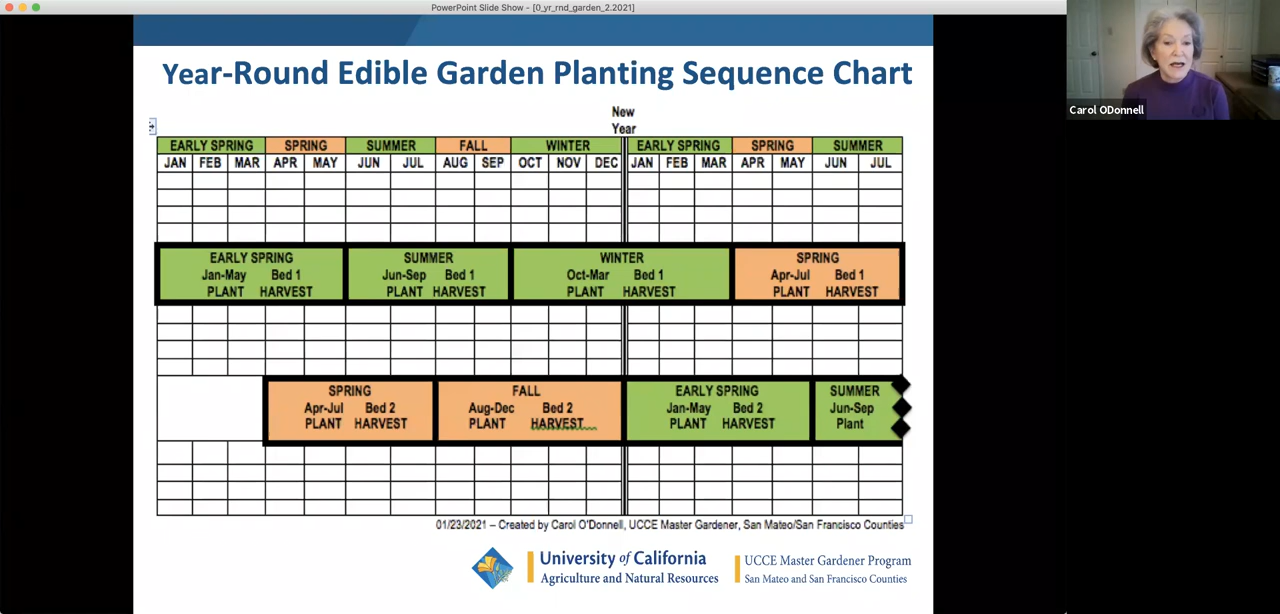 PowerPoint Slide Show - [0_yr_rnd_garden_2.2021]
Carol ODonnell
Year-Round Edible Garden Planting Sequence Chart
New
Year
EARLY SPRING SPRING SUMMER FALL WINTER EARLY SPRING SPRING SUMMER
JAN FEB MAR APR MAY JUN JUL AUG SEP OCT NOV DEC JAN FEB MAR APR MAY JUN JUL
EARLY SPRING SUMMER WINTER SPRING
Jan-May Bed 1 Jun-Sep Bed 1 Oct-Mar Bed 1 Apr-Jul Bed 1
PLANT HARVEST PLANT HARVEST PLANT HARVEST PLANT HARVEST
SPRING FALL EARLY SPRING SUMMER
Apr-Jul Bed 2 Aug-Dec Bed 2 Jan-May Bed 2 Jun-Sep
PLANT HARVEST PLANT HARVEST PLANT HARVEST Plant
01/23/2021 – Created by Carol O'Donnell, UCCE Master Gardener, San Mateo/San Francisco Counties
University of California
Agriculture and Natural Resources
UCCE Master Gardener Program
San Mateo and San Francisco Counties